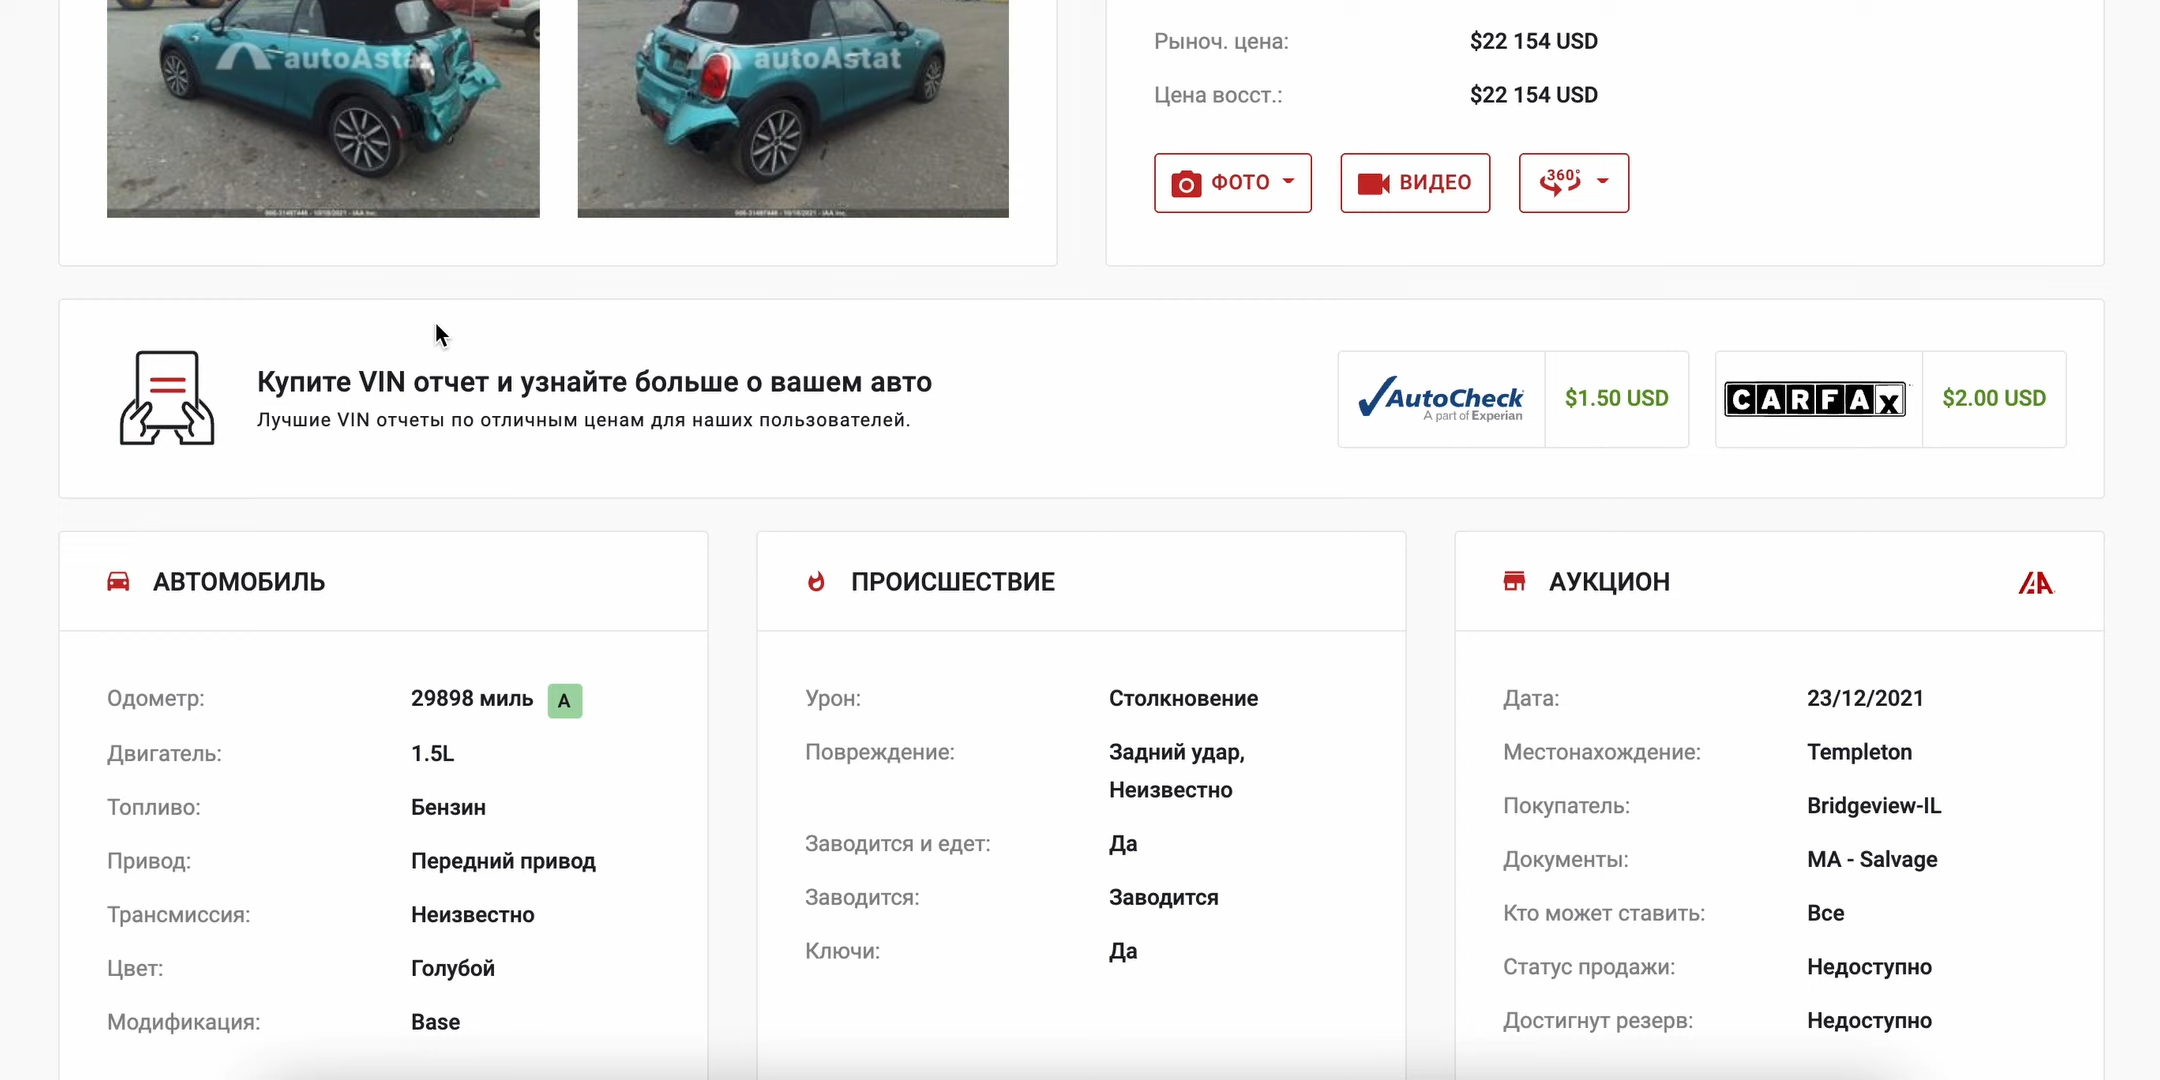 autoAstat
autoAstat
Рыноч. цена: $22 154 USD
Цена восст.: $22 154 USD
ФОТО ВИДЕО 360°
Купите VIN отчет и узнайте больше о вашем авто
Лучшие VIN отчеты по отличным ценам для наших пользователей.
AutoCheck
A part of Experian
$1.50 USD
CARFAX
$2.00 USD
АВТОМОБИЛЬ
Одометр: 29898 миль A
Двигатель: 1.5L
Топливо: Бензин
Привод: Передний привод
Трансмиссия: Неизвестно
Цвет: Голубой
Модификация: Base
ПРОИСШЕСТВИЕ
Урон: Столкновение
Повреждение: Задний удар,
Неизвестно
Заводится и едет: Да
Заводится: Заводится
Ключи: Да
АУКЦИОН
IAA
Дата: 23/12/2021
Местонахождение: Templeton
Покупатель: Bridgeview-IL
Документы: MA - Salvage
Кто может ставить: Все
Статус продажи: Недоступно
Достигнут резерв: Недоступно